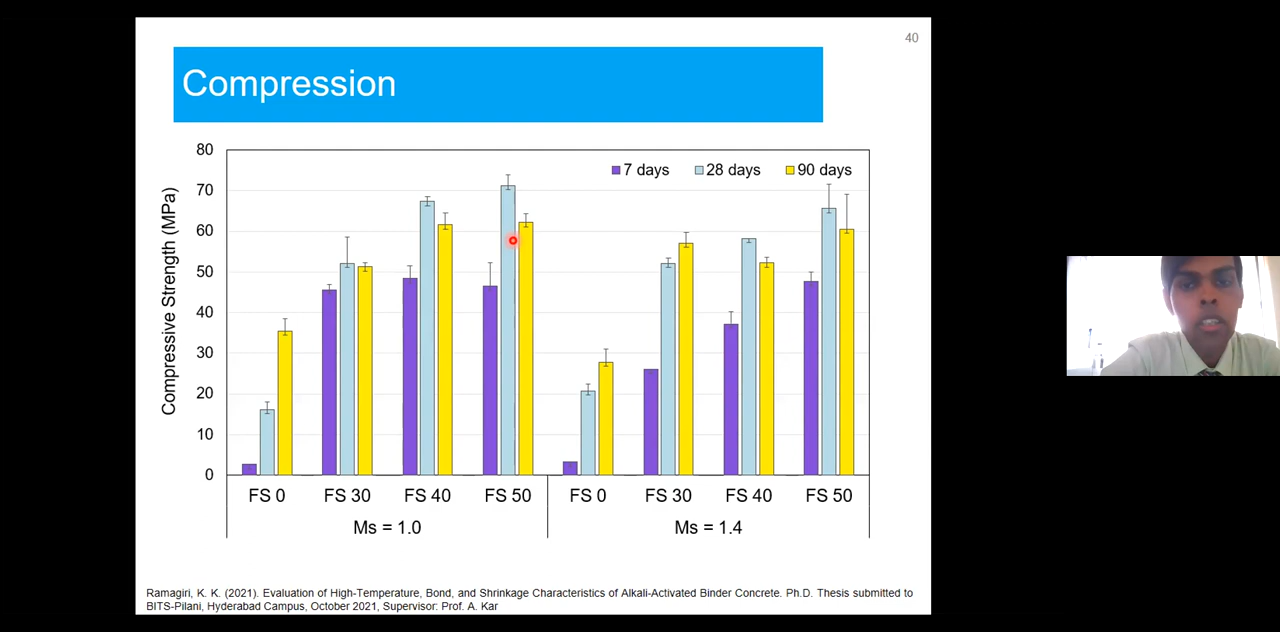 40
Compression
80
70
60
50
40
30
20
10
0
Compressive Strength (MPa)
7 days 28 days 90 days
FS 0 FS 30 FS 40 FS 50 FS 0 FS 30 FS 40 FS 50
Ms = 1.0 Ms = 1.4
Ramagiri, K. K. (2021). Evaluation of High-Temperature, Bond, and Shrinkage Characteristics of Alkali-Activated Binder Concrete. Ph.D. Thesis submitted to
BITS-Pilani, Hyderabad Campus, October 2021, Supervisor: Prof. A. Kar